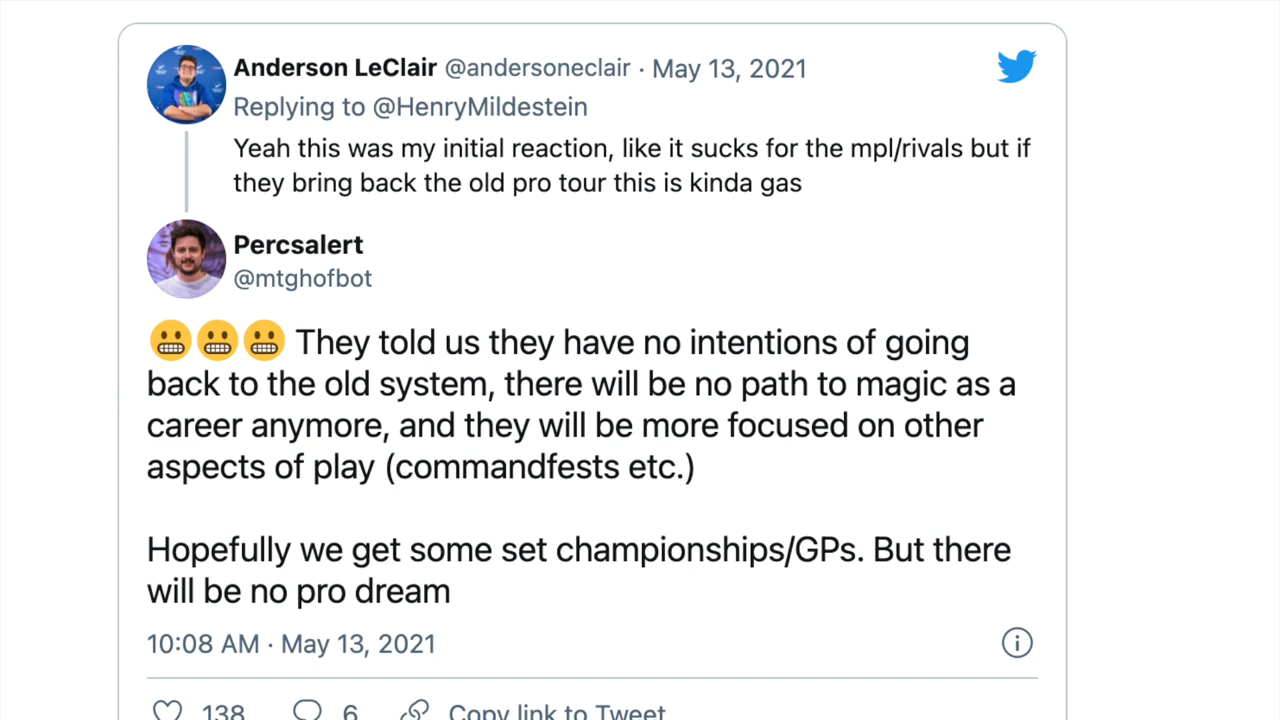 Anderson LeClair @andersoneclair · May 13, 2021
Replying to @HenryMildestein
Yeah this was my initial reaction, like it sucks for the mpl/rivals but if
they bring back the old pro tour this is kinda gas
Percsalert
@mtghofbot
😬😬😬 They told us they have no intentions of going
back to the old system, there will be no path to magic as a
career anymore, and they will be more focused on other
aspects of play (commandfests etc.)
Hopefully we get some set championships/GPs. But there
will be no pro dream
10:08 AM · May 13, 2021
138 6 Copy link to Tweet